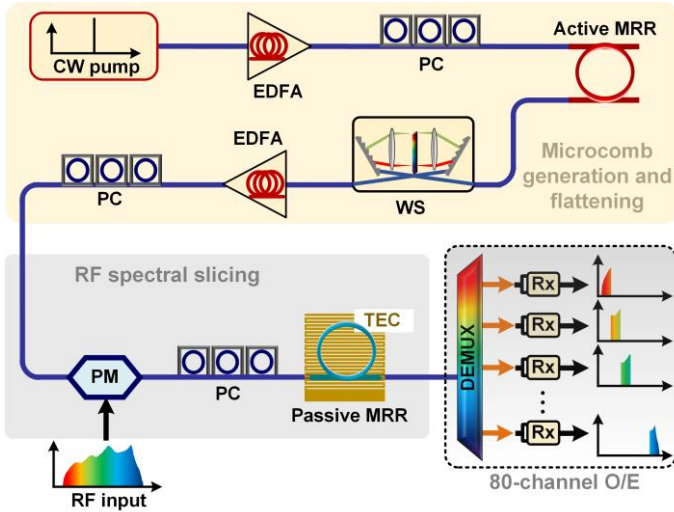 CW pump
EDFA
PC
Active MRR
EDFA
PC
WS
Microcomb
generation and
flattening
RF spectral slicing
PM
PC
TEC
Passive MRR
RF input
DEMUX
Rx
Rx
Rx
Rx
80-channel O/E